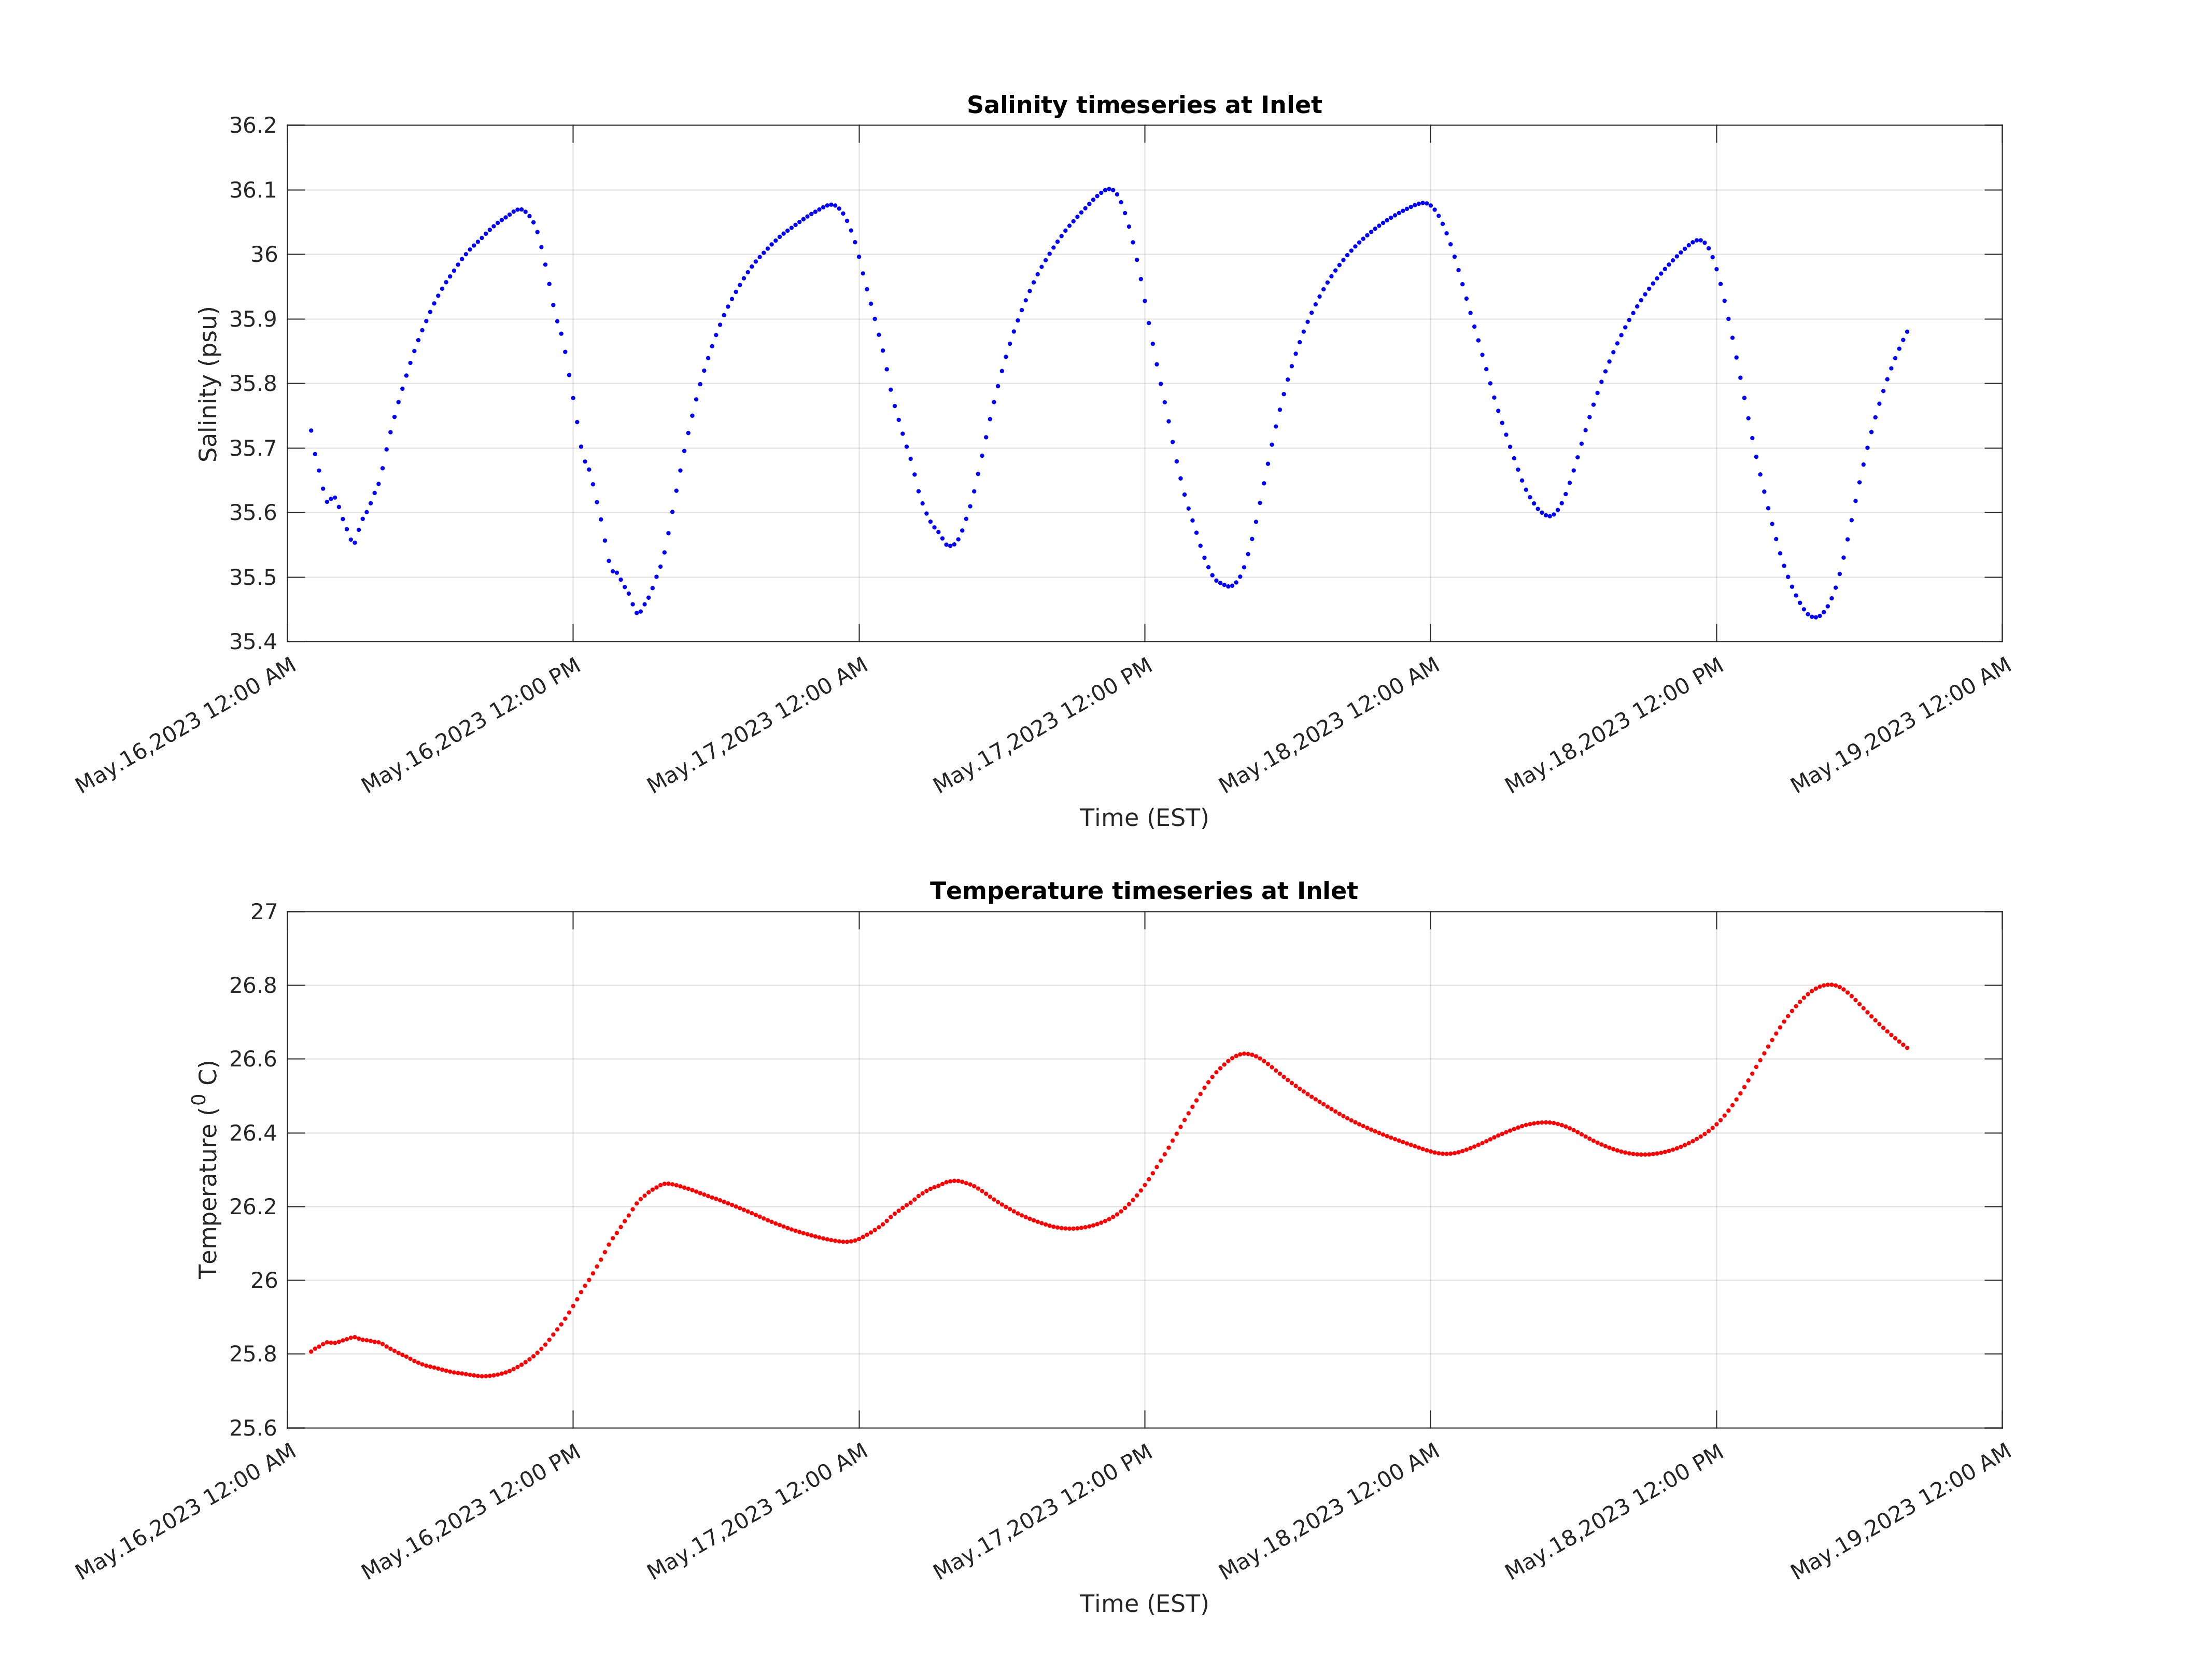 Salinity timeseries at Inlet
36.2
36.1
36
35.9
35.8
35.7
35.6
35.5
35.4
Salinity (psu)
May.16,2023 12:00 AM
May.16,2023 12:00 PM
May.17,2023 12:00 AM
May.17,2023 12:00 PM
May.18,2023 12:00 AM
May.18,2023 12:00 PM
May.19,2023 12:00 AM
Time (EST)
Temperature timeseries at Inlet
27
26.8
26.6
26.4
26.2
26
25.8
25.6
Temperature (⁰ C)
May.16,2023 12:00 AM
May.16,2023 12:00 PM
May.17,2023 12:00 AM
May.17,2023 12:00 PM
May.18,2023 12:00 AM
May.18,2023 12:00 PM
May.19,2023 12:00 AM
Time (EST)